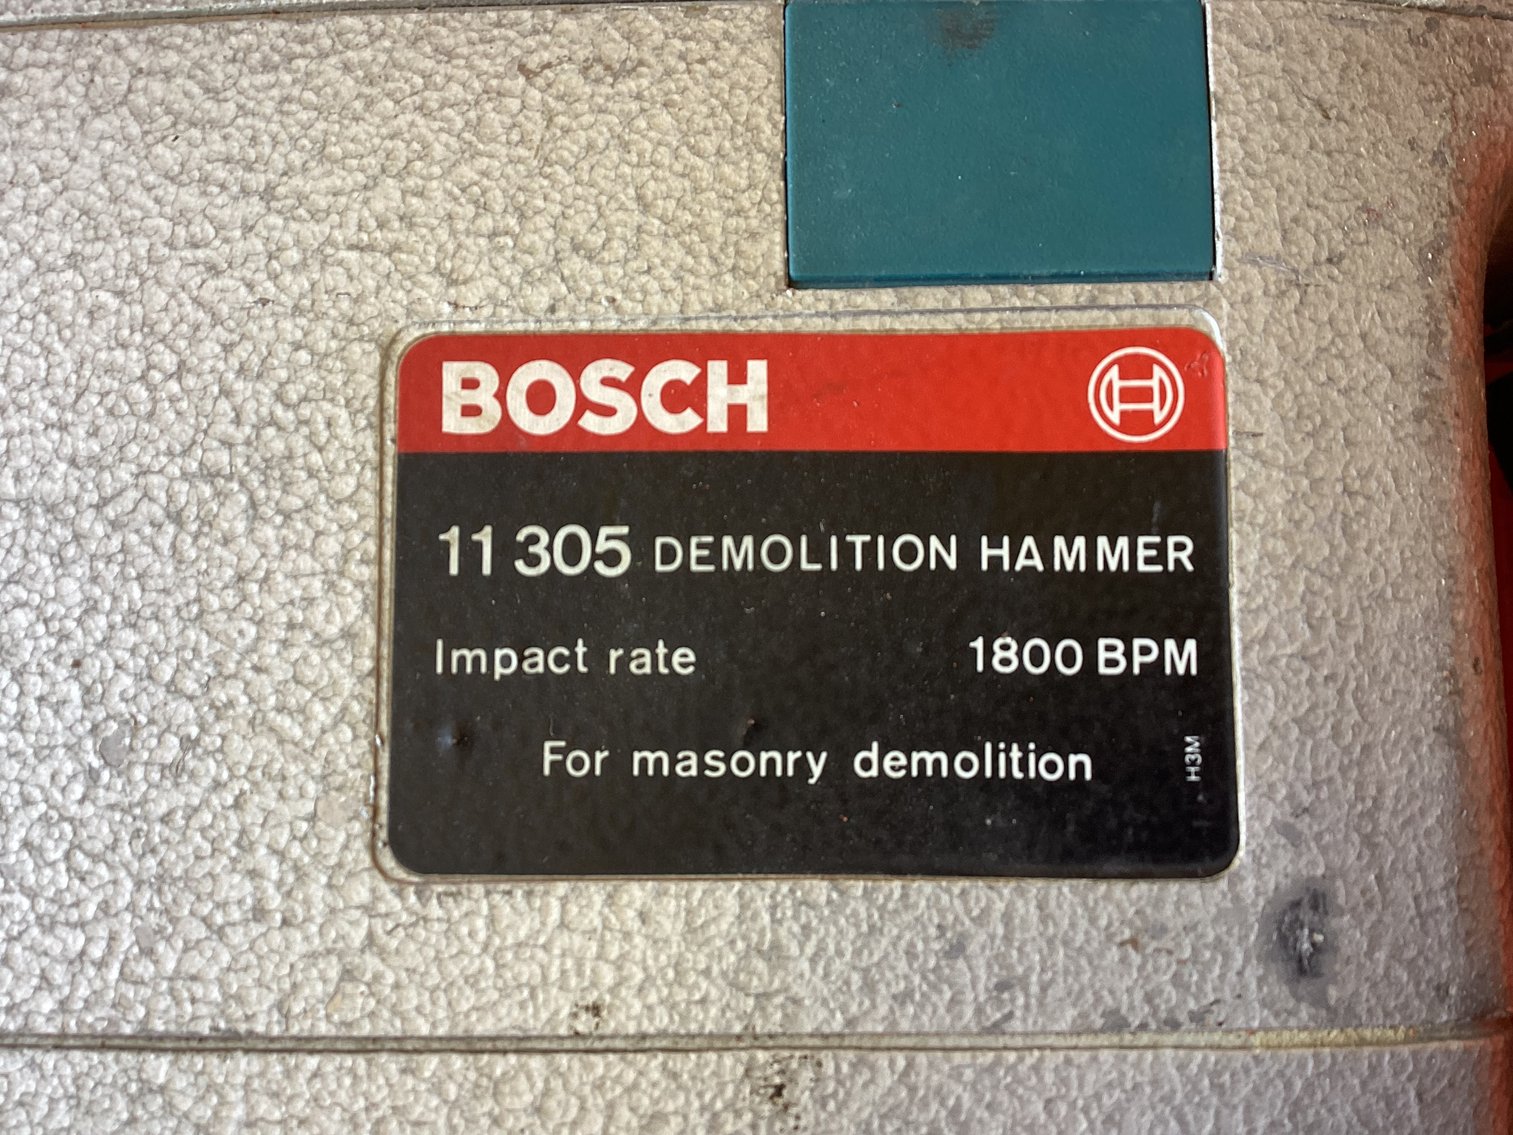 BOSCH
11 305 DEMOLITION HAMMER
Impact rate 1800 BPM
For masonry demolition
H3M